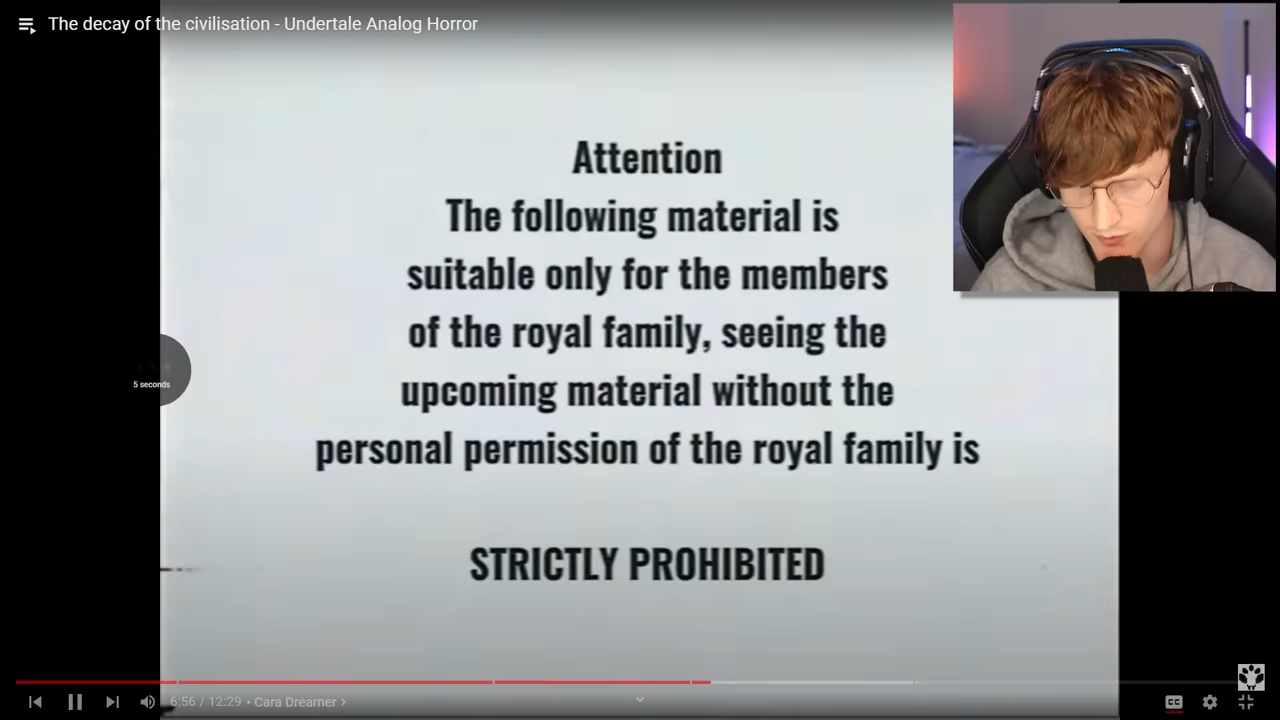 The decay of the civilisation - Undertale Analog Horror
Attention
The following material is
suitable only for the members
of the royal family, seeing the
upcoming material without the
personal permission of the royal family is
STRICTLY PROHIBITED
5 seconds
6:56 / 12:29 • Cara Dreamer >
CC